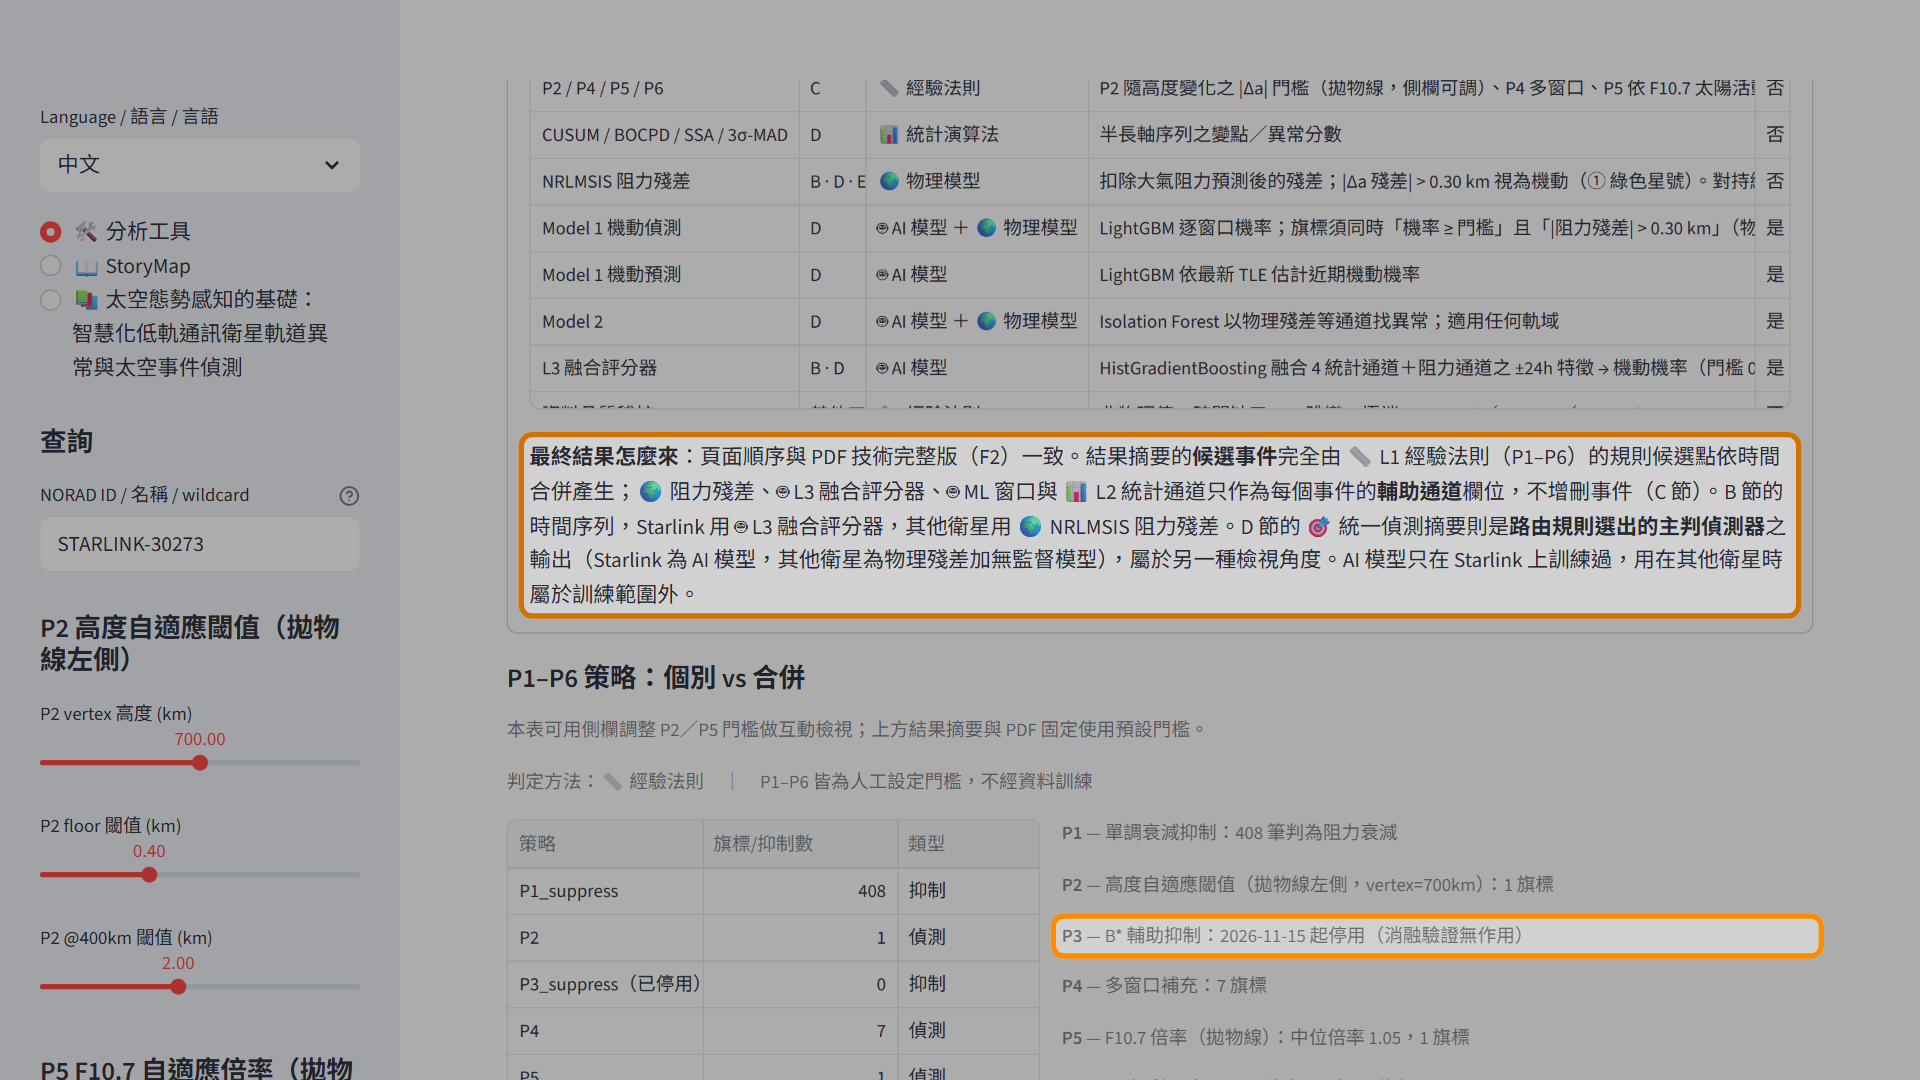 Language / 語言 / 言語
中文
分析工具
StoryMap
太空態勢感知的基礎：
智慧化低軌通訊衛星軌道異
常與太空事件偵測
查詢
NORAD ID / 名稱 / wildcard
STARLINK-30273
P2 高度自適應閾值（拋物
線左側）
P2 vertex 高度 (km)
700.00
P2 floor 閾值 (km)
0.40
P2 @400km 閾值 (km)
2.00
P5 F10.7 自適應倍率（拋物
P2 / P4 / P5 / P6 C 經驗法則 P2 隨高度變化之 |Δa| 門檻（拋物線，側欄可調）、P4 多窗口、P5 依 F10.7 太陽活 否
CUSUM / BOCPD / SSA / 3σ-MAD D 統計演算法 半長軸序列之變點／異常分數 否
NRLMSIS 阻力殘差 B · D · E 物理模型 扣除大氣阻力預測後的殘差；|Δa 殘差| > 0.30 km 視為機動（① 綠色星號）。對持 否
Model 1 機動偵測 D AI 模型 ＋ 物理模型 LightGBM 逐窗口機率；旗標須同時「機率 ≥ 門檻」且「|阻力殘差| > 0.30 km」（物 是
Model 1 機動預測 D AI 模型 LightGBM 依最新 TLE 估計近期機動機率 是
Model 2 D AI 模型 ＋ 物理模型 Isolation Forest 以物理殘差等通道找異常；適用任何軌域 是
L3 融合評分器 B · D AI 模型 HistGradientBoosting 融合 4 統計通道＋阻力通道之 ±24h 特徵 → 機動機率（門檻 0 是
最終結果怎麼來：頁面順序與 PDF 技術完整版（F2）一致。結果摘要的候選事件完全由 L1 經驗法則（P1–P6）的規則候選點依時間
合併產生； 阻力殘差、L3 融合評分器、ML 窗口與 L2 統計通道只作為每個事件的輔助通道欄位，不增刪事件（C 節）。B 節的
時間序列，Starlink 用 L3 融合評分器，其他衛星用 NRLMSIS 阻力殘差。D 節的 統一偵測摘要則是路由規則選出的主判偵測器之
輸出（Starlink 為 AI 模型，其他衛星為物理殘差加無監督模型），屬於另一種檢視角度。AI 模型只在 Starlink 上訓練過，用在其他衛星時
屬於訓練範圍外。
P1–P6 策略：個別 vs 合併
本表可用側欄調整 P2／P5 門檻做互動檢視；上方結果摘要與 PDF 固定使用預設門檻。
判定方法： 經驗法則 ｜ P1–P6 皆為人工設定門檻，不經資料訓練
策略 旗標/抑制數 類型
P1_suppress 408 抑制
P2 1 偵測
P3_suppress（已停用） 0 抑制
P4 7 偵測
P5 1 偵測
P1 — 單調衰減抑制：408 筆判為阻力衰減
P2 — 高度自適應閾值（拋物線左側，vertex=700km）：1 旗標
P3 — B* 輔助抑制：2026-11-15 起停用（消融驗證無作用）
P4 — 多窗口補充：7 旗標
P5 — F10.7 倍率（拋物線）：中位倍率 1.05，1 旗標